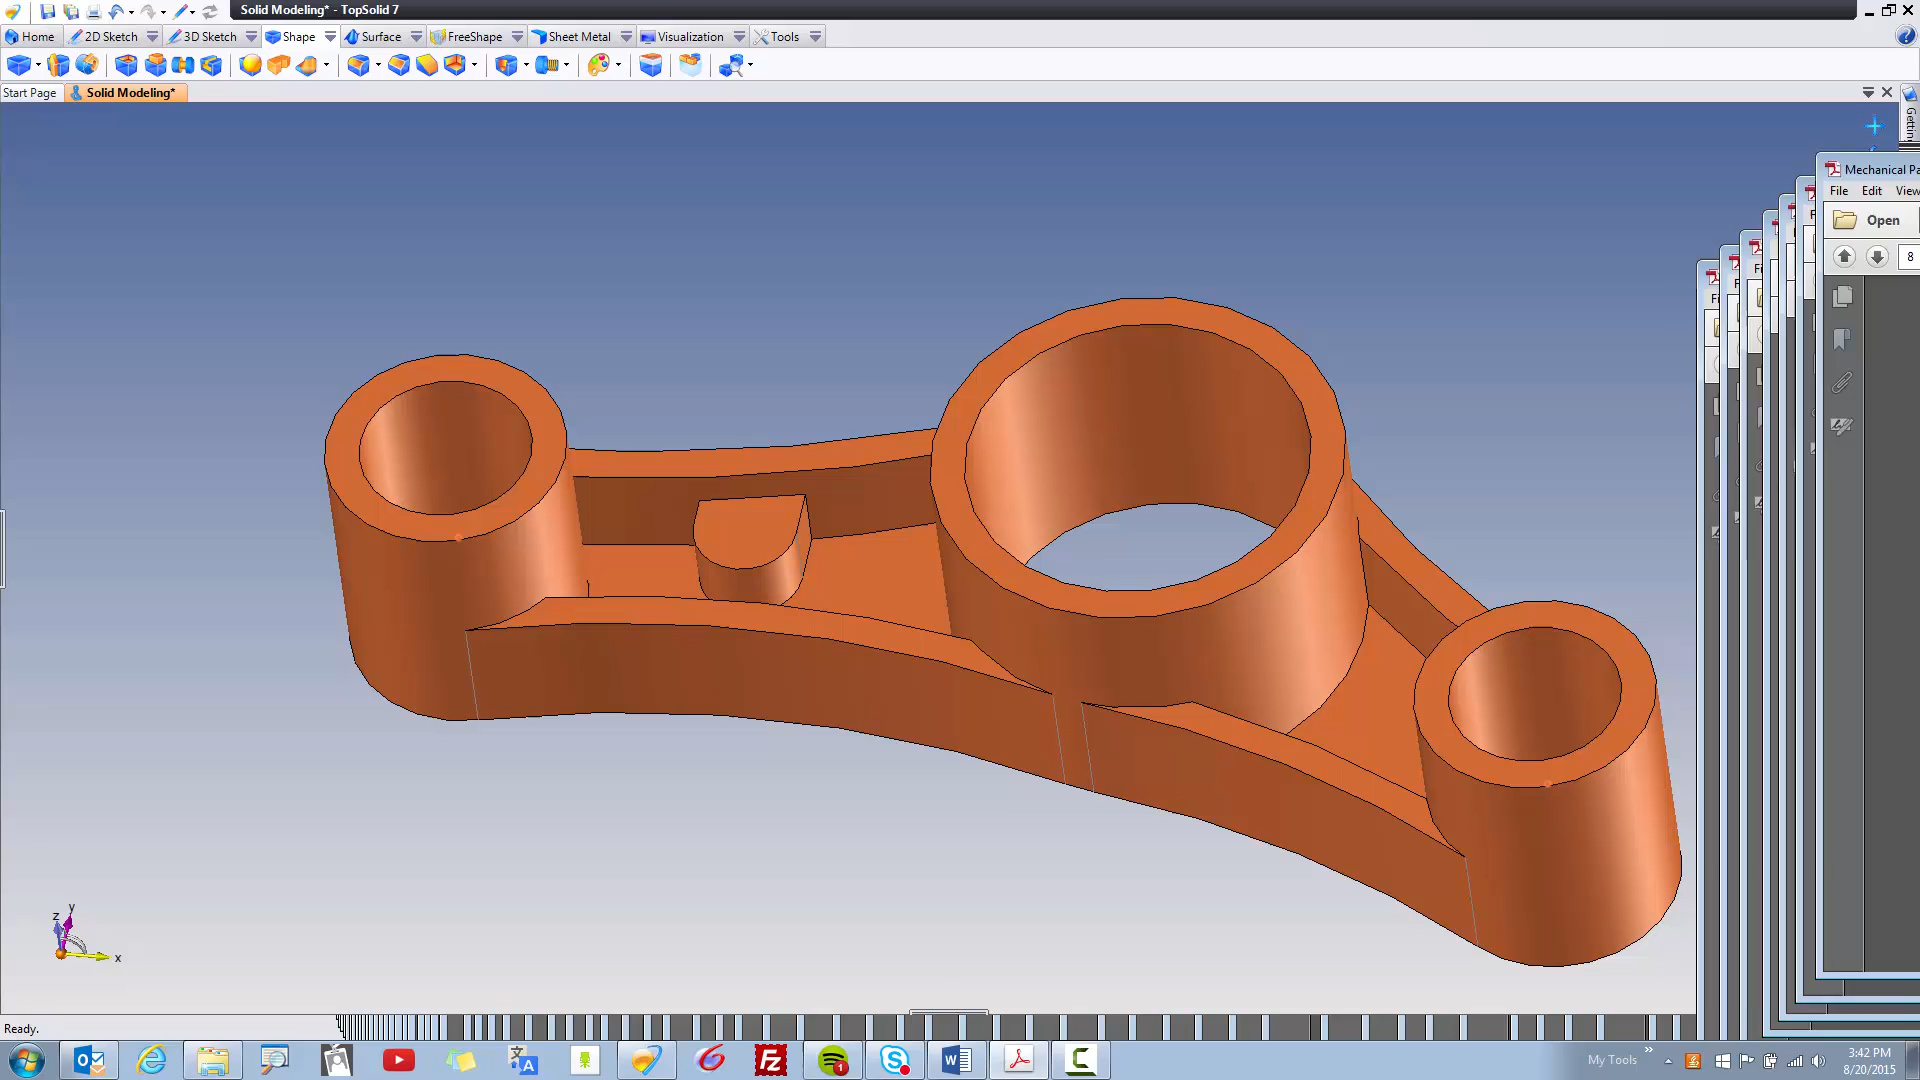 Solid Modeling* - TopSolid 7
Home 2D Sketch 3D Sketch Shape Surface FreeShape Sheet Metal Visualization Tools
Start Page Solid Modeling*
Gettin
Mechanical Pa
File Edit View
Open
8
z y
x
Ready.
My Tools
3:42 PM
8/20/2015